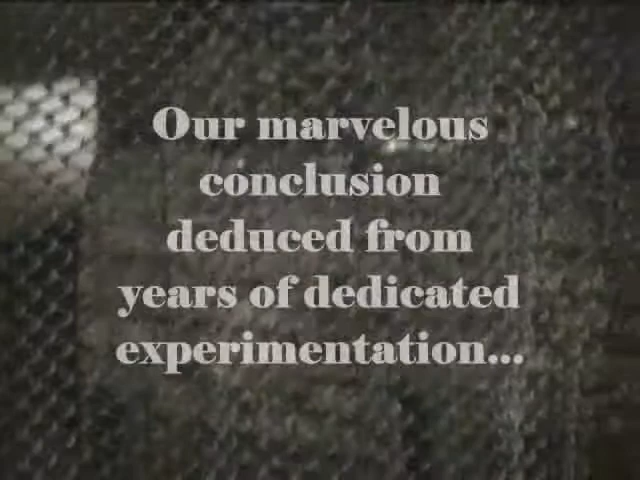 Our marvelous
conclusion
deduced from
years of dedicated
experimentation...